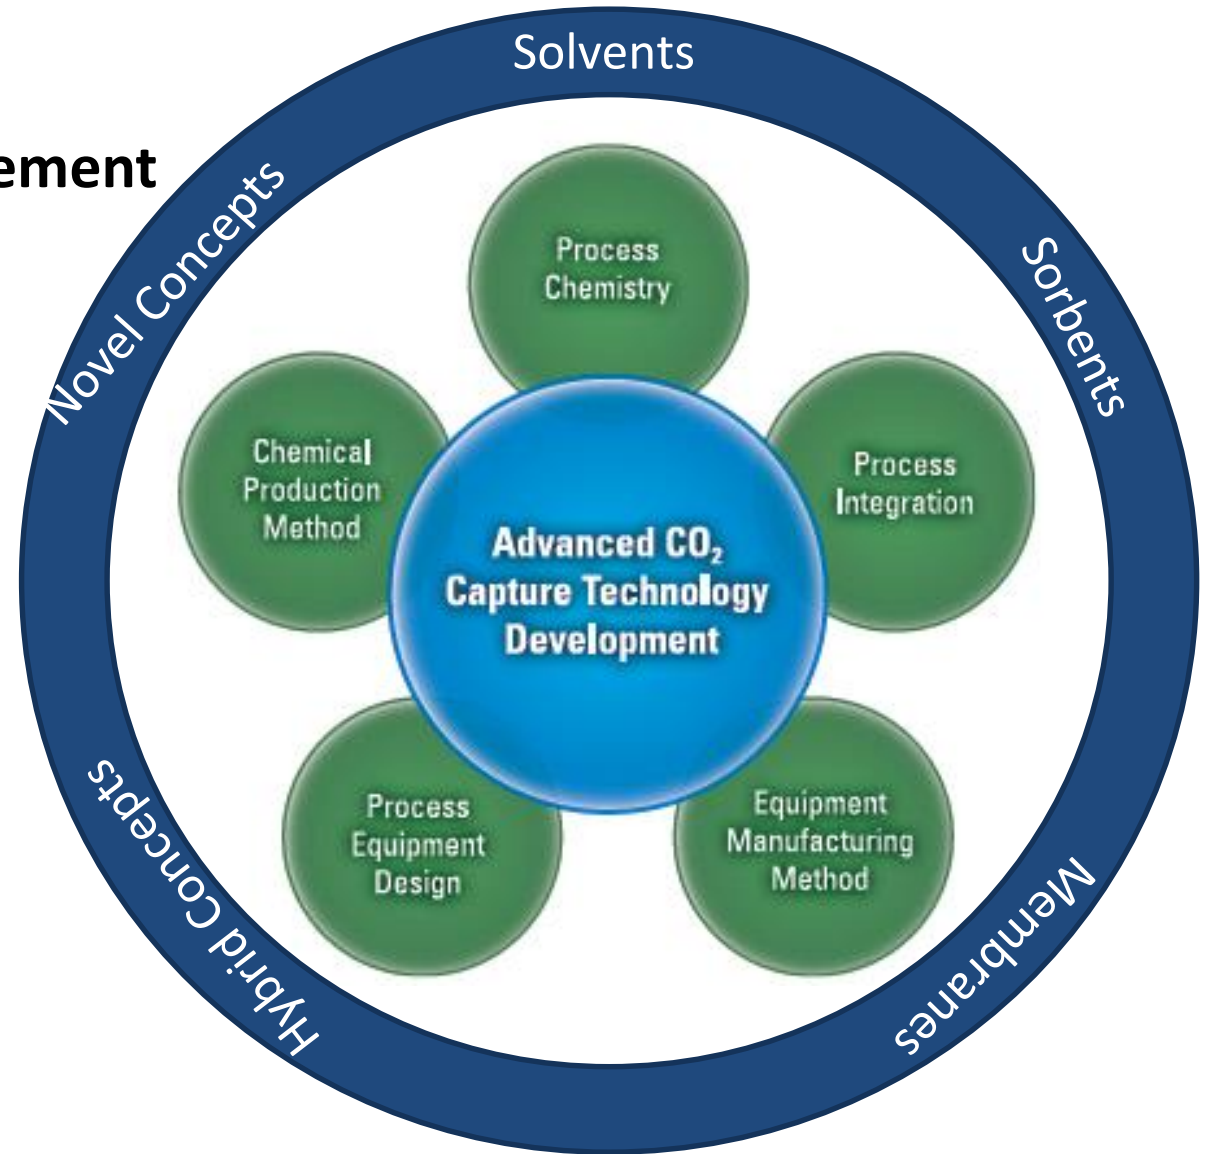 Solvents
ement
Novel Concepts
Sorbents
Process
Chemistry
Chemical
Production
Method
Process
Integration
Advanced CO₂
Capture Technology
Development
Process
Equipment
Design
Equipment
Manufacturing
Method
Hybrid Concepts
Membranes